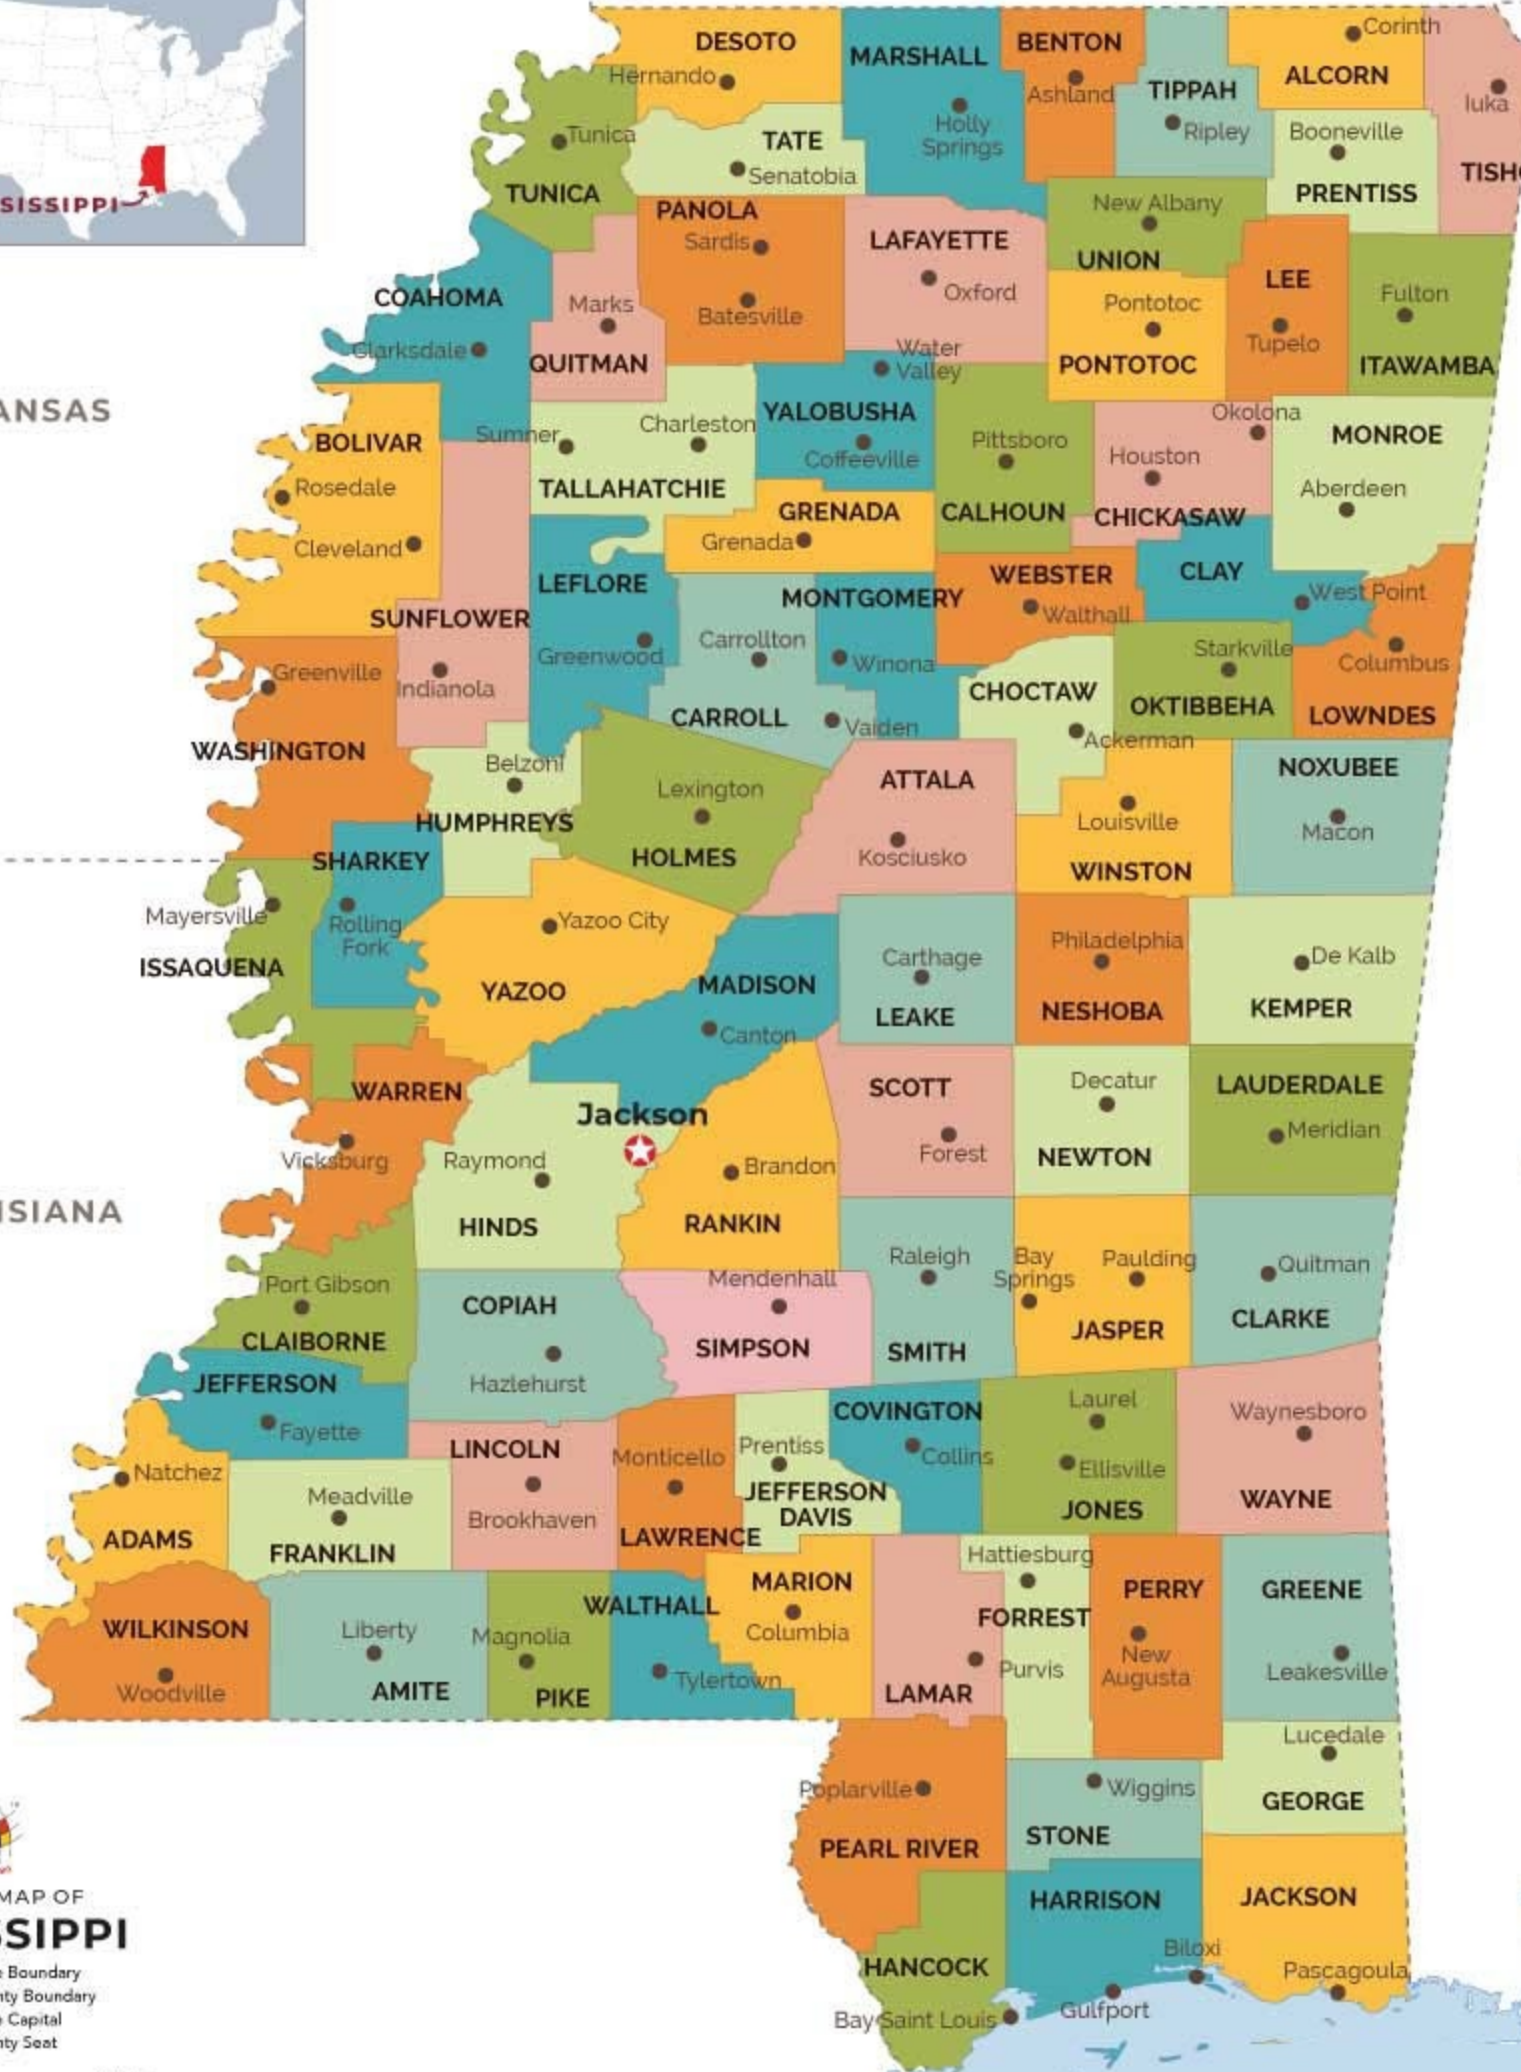 SISSIPPI
ANSAS
ISIANA
DESOTO
Hernando
MARSHALL
Holly
Springs
BENTON
Ashland
TIPPAH
Ripley
ALCORN
Corinth
Iuka
TISHO
Booneville
PRENTISS
Tunica
TUNICA
TATE
Senatobia
PANOLA
Sardis
Batesville
LAFAYETTE
Oxford
New Albany
UNION
LEE
Tupelo
Fulton
ITAWAMBA
Pontotoc
PONTOTOC
COAHOMA
Clarksdale
Marks
QUITMAN
Water
Valley
YALOBUSHA
Coffeeville
Sumner
Charleston
TALLAHATCHIE
Pittsboro
CALHOUN
Okolona
Houston
CHICKASAW
MONROE
Aberdeen
BOLIVAR
Rosedale
Cleveland
SUNFLOWER
Indianola
GRENADA
Grenada
LEFLORE
Greenwood
CARROLL
Carrollton
Vaiden
MONTGOMERY
Winona
WEBSTER
Walthall
CLAY
West Point
Columbus
LOWNDES
Starkville
OKTIBBEHA
CHOCTAW
Ackerman
Greenville
WASHINGTON
Belzoni
HUMPHREYS
Lexington
HOLMES
ATTALA
Kosciusko
Louisville
WINSTON
NOXUBEE
Macon
SHARKEY
Rolling
Fork
Mayersville
ISSAQUENA
Yazoo City
YAZOO
MADISON
Canton
Carthage
LEAKE
Philadelphia
NESHOBA
De Kalb
KEMPER
WARREN
Vicksburg
Jackson
Raymond
HINDS
Brandon
RANKIN
SCOTT
Forest
Decatur
NEWTON
LAUDERDALE
Meridian
Port Gibson
CLAIBORNE
COPIAH
Hazlehurst
Mendenhall
SIMPSON
Raleigh
SMITH
Bay
Springs
Paulding
JASPER
Quitman
CLARKE
JEFFERSON
Fayette
LINCOLN
Brookhaven
Monticello
LAWRENCE
Prentiss
JEFFERSON
DAVIS
COVINGTON
Collins
Laurel
Ellisville
JONES
Waynesboro
WAYNE
Natchez
ADAMS
Meadville
FRANKLIN
WILKINSON
Woodville
Liberty
AMITE
Magnolia
PIKE
WALTHALL
Tylertown
MARION
Columbia
LAMAR
Purvis
Hattiesburg
FORREST
PERRY
New
Augusta
GREENE
Leakesville
Lucedale
GEORGE
Poplarville
PEARL RIVER
Wiggins
STONE
HARRISON
Biloxi
Gulfport
JACKSON
Pascagoula
HANCOCK
Bay Saint Louis
MAP OF
SSIPPI
e Boundary
nty Boundary
e Capital
nty Seat